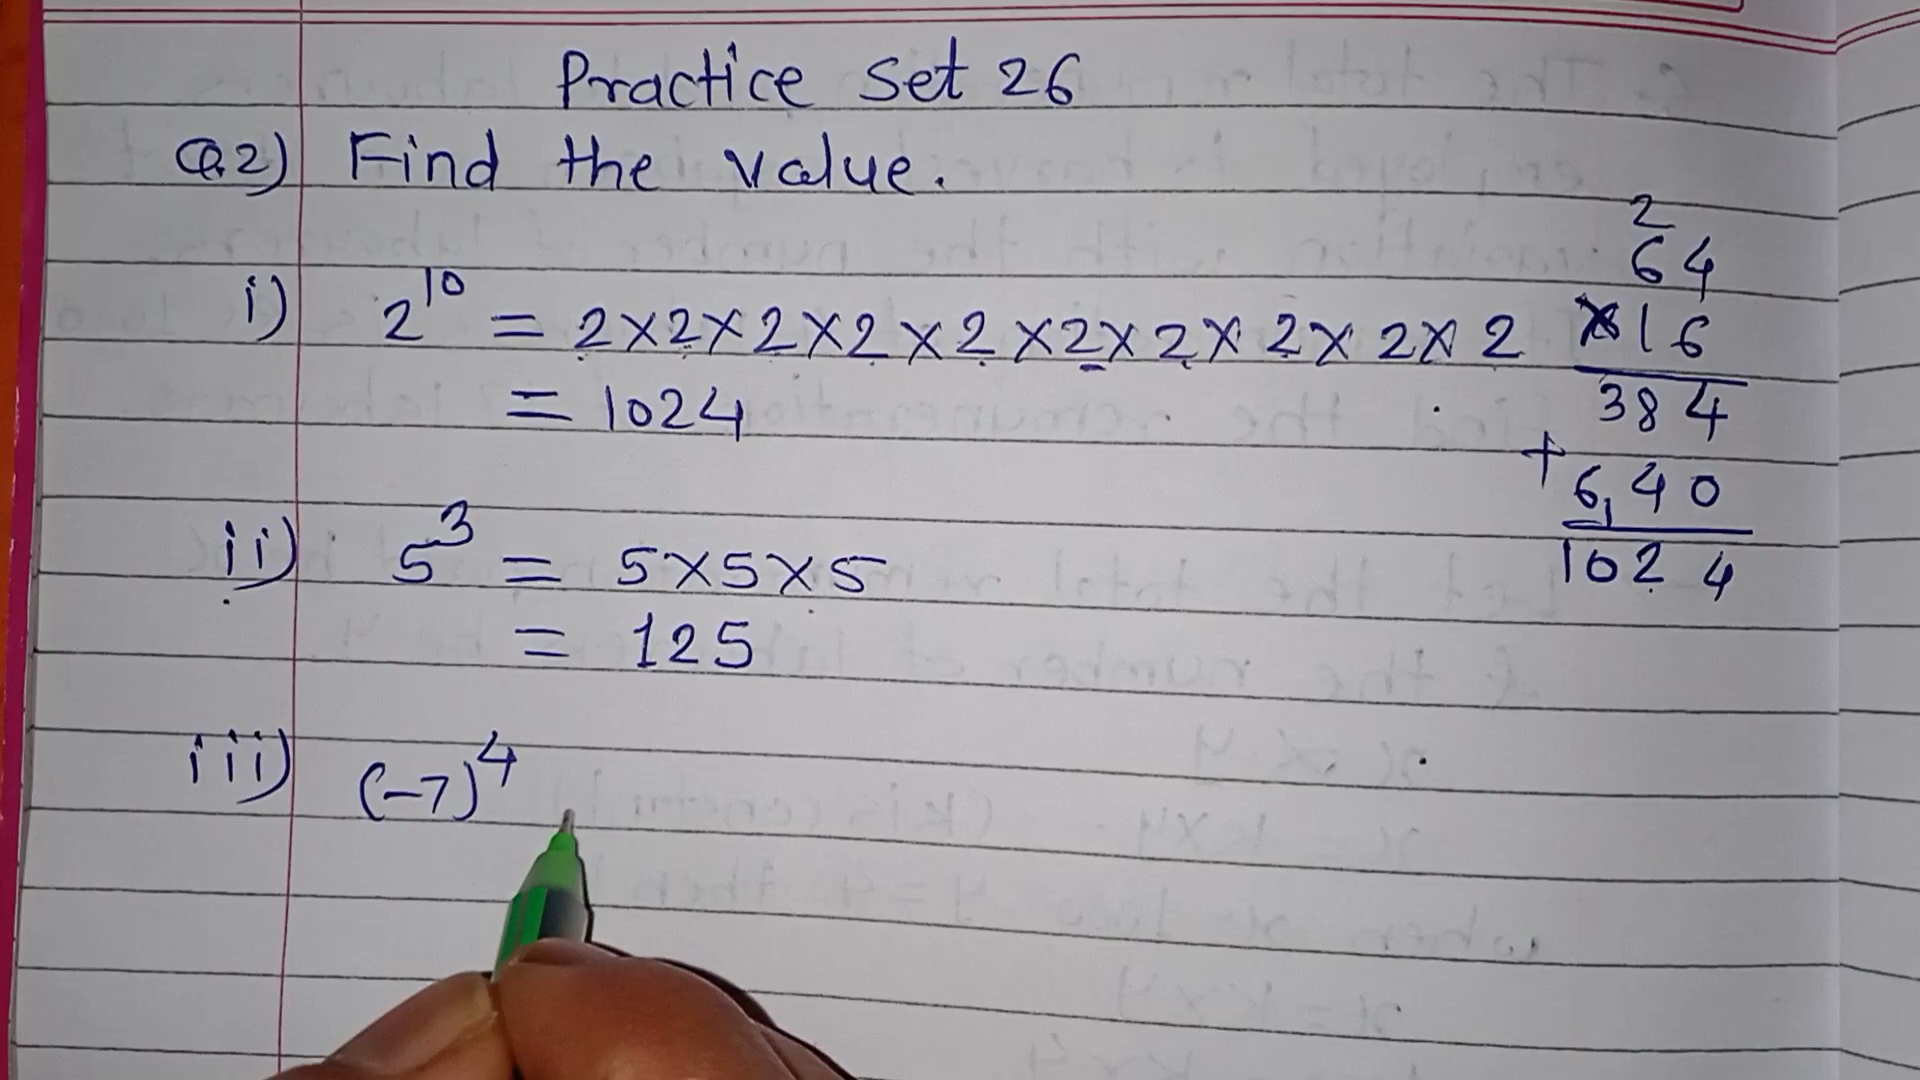 Practice Set 26
Q.2) Find the value.
i) 2^10 = 2×2×2×2×2×2×2×2×2×2
= 1024
2
64
×16
384
+ 640
1024
ii) 5^3 = 5×5×5
= 125
iii) (-7)^4